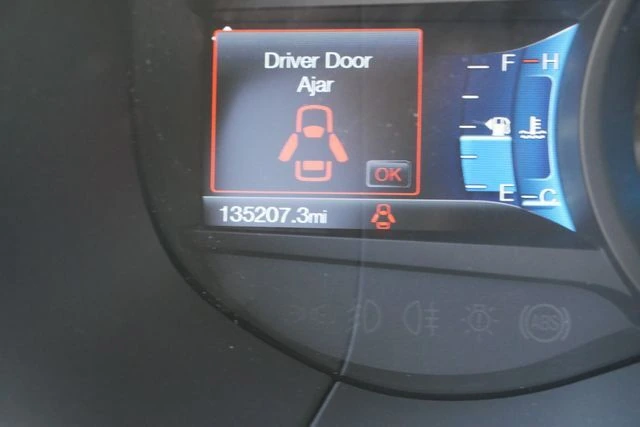 Driver Door
Ajar
OK
135207.3mi
F
H
E
C
ABS